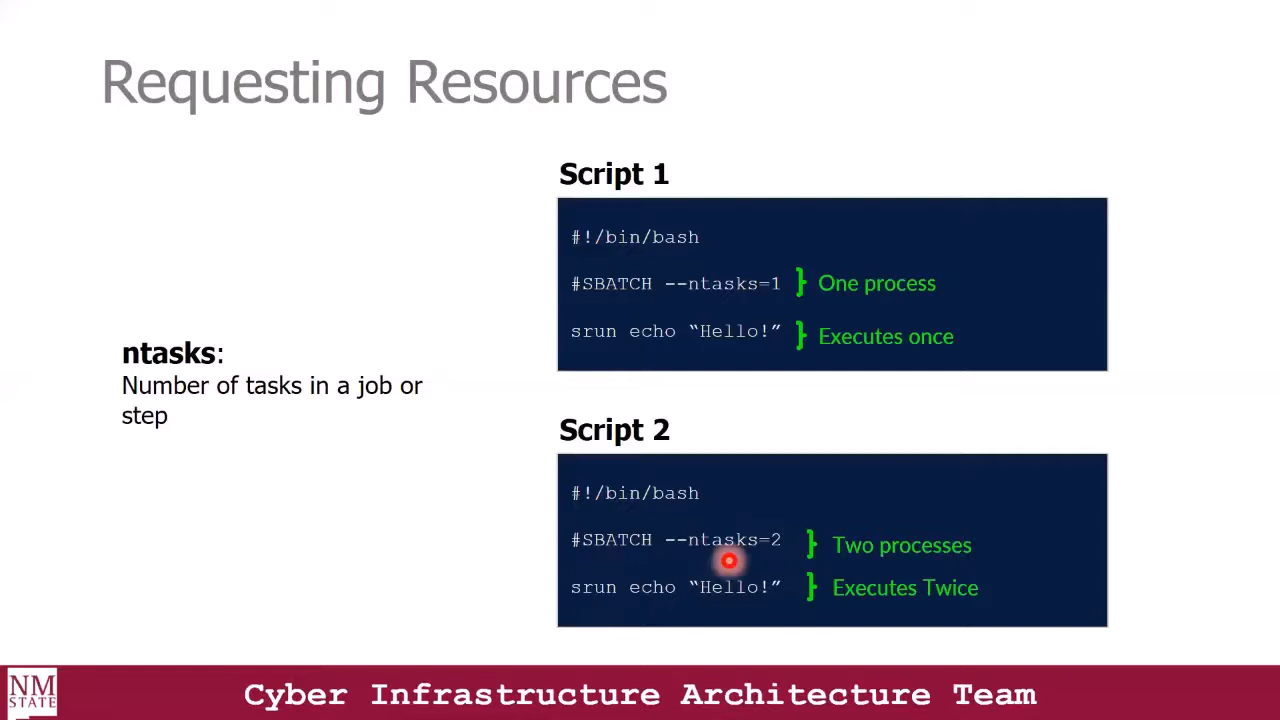 Requesting Resources
ntasks:
Number of tasks in a job or
step
Script 1
#!/bin/bash
#SBATCH --ntasks=1 } One process
srun echo “Hello!” } Executes once
Script 2
#!/bin/bash
#SBATCH --ntasks=2 } Two processes
srun echo “Hello!” } Executes Twice
NM
STATE
Cyber Infrastructure Architecture Team